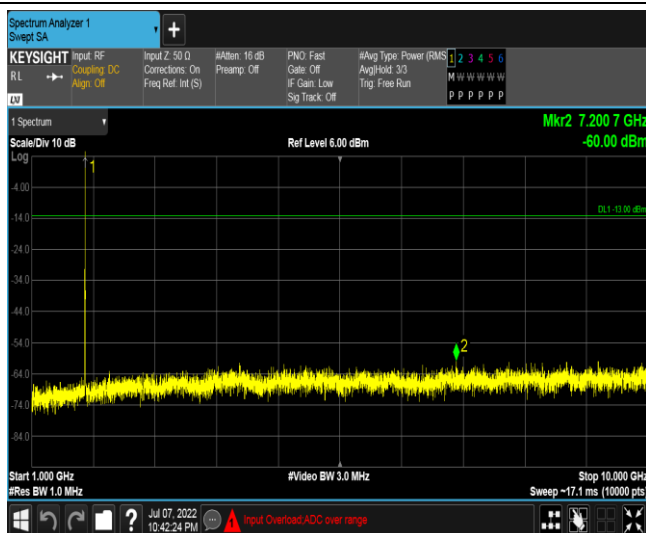 Spectrum Analyzer 1
Swept SA
+
KEYSIGHT Input: RF Input Z: 50 Ω #Atten: 16 dB PNO: Fast #Avg Type: Power (RMS 1 2 3 4 5 6
RL Coupling: DC Corrections: On Preamp: Off Gate: Off Avg|Hold: 3/3 M W W W W W
Align: Off Freq Ref: Int (S) IF Gain: Low Trig: Free Run
LXI Sig Track: Off P P P P P P
1 Spectrum Mkr2 7.200 7 GHz
Scale/Div 10 dB Ref Level 6.00 dBm -60.00 dBm
Log
1
-4.00
DL1 -13.00 dBm
-14.0
-24.0
-34.0
-44.0
-54.0
2
-64.0
-74.0
-84.0
Start 1.000 GHz #Video BW 3.0 MHz Stop 10.000 GHz
#Res BW 1.0 MHz Sweep ~17.1 ms (10000 pts)
? Jul 07, 2022
10:42:24 PM 1 Input Overload;ADC over range